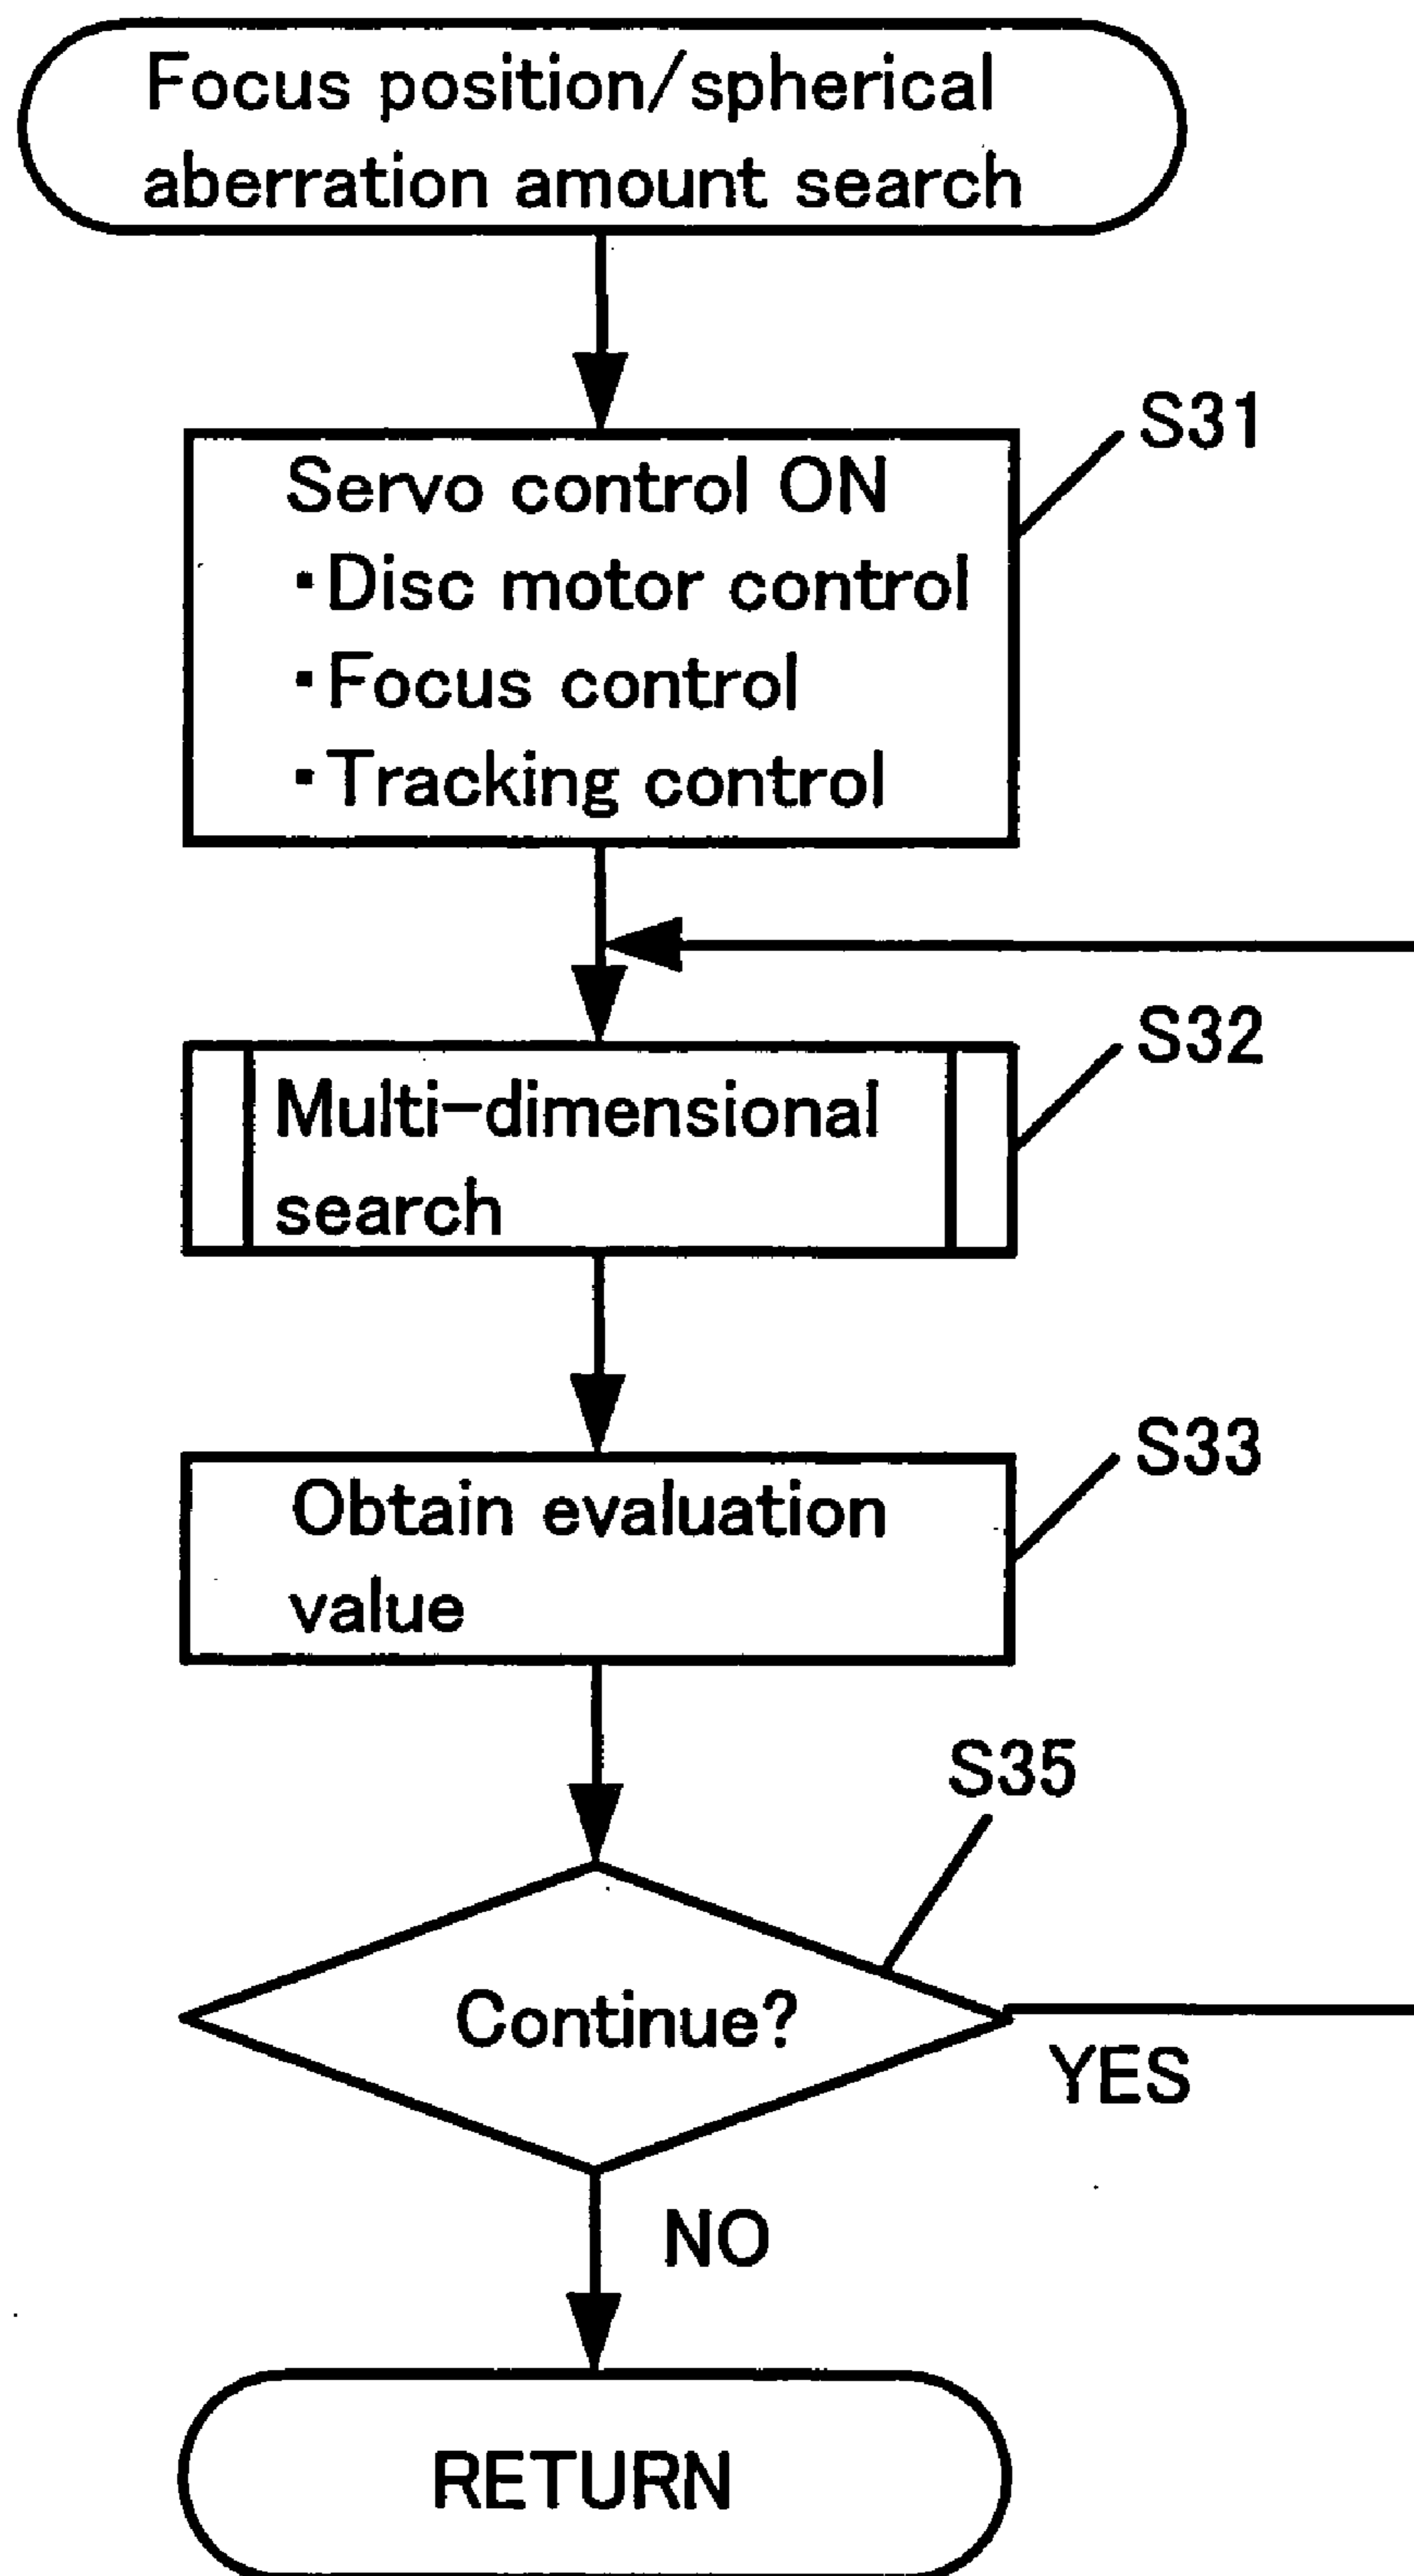 Focus position/spherical
aberration amount search
S31
Servo control ON
・Disc motor control
・Focus control
・Tracking control
S32
Multi-dimensional
search
S33
Obtain evaluation
value
S35
Continue?
YES
NO
RETURN